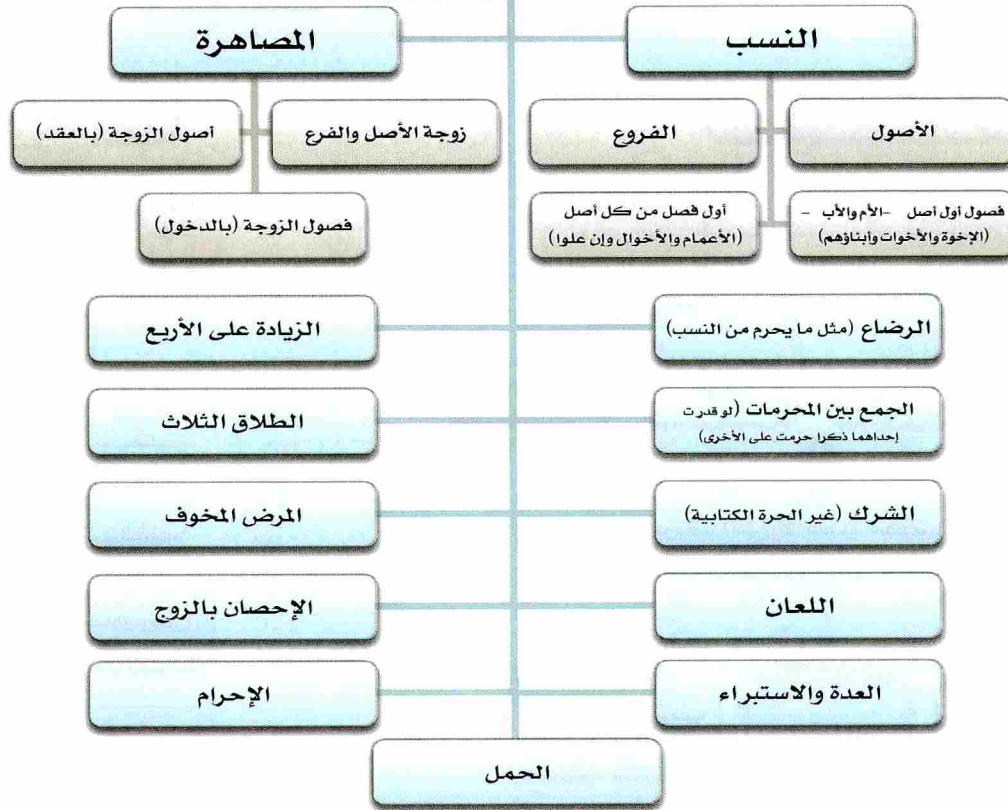 النسب
المصاهرة
الأصول
الفروع
زوجة الأصل والفرع
أصول الزوجة (بالعقد)
فصول أول أصل -الأم والأب -
(الإخوة والأخوات وأبناؤهم)
أول فصل من كل أصل
(الأعمام والأخوال وإن علوا)
فصول الزوجة (بالدخول)
الرضاع (مثل ما يحرم من النسب)
الزيادة على الأربع
الجمع بين المحرمات (لو قدرت
إحداهما ذكرا حرمت على الأخرى)
الطلاق الثلاث
الشرك (غير الحرة الكتابية)
المرض المخوف
اللعان
الإحصان بالزوج
العدة والاستبراء
الإحرام
الحمل